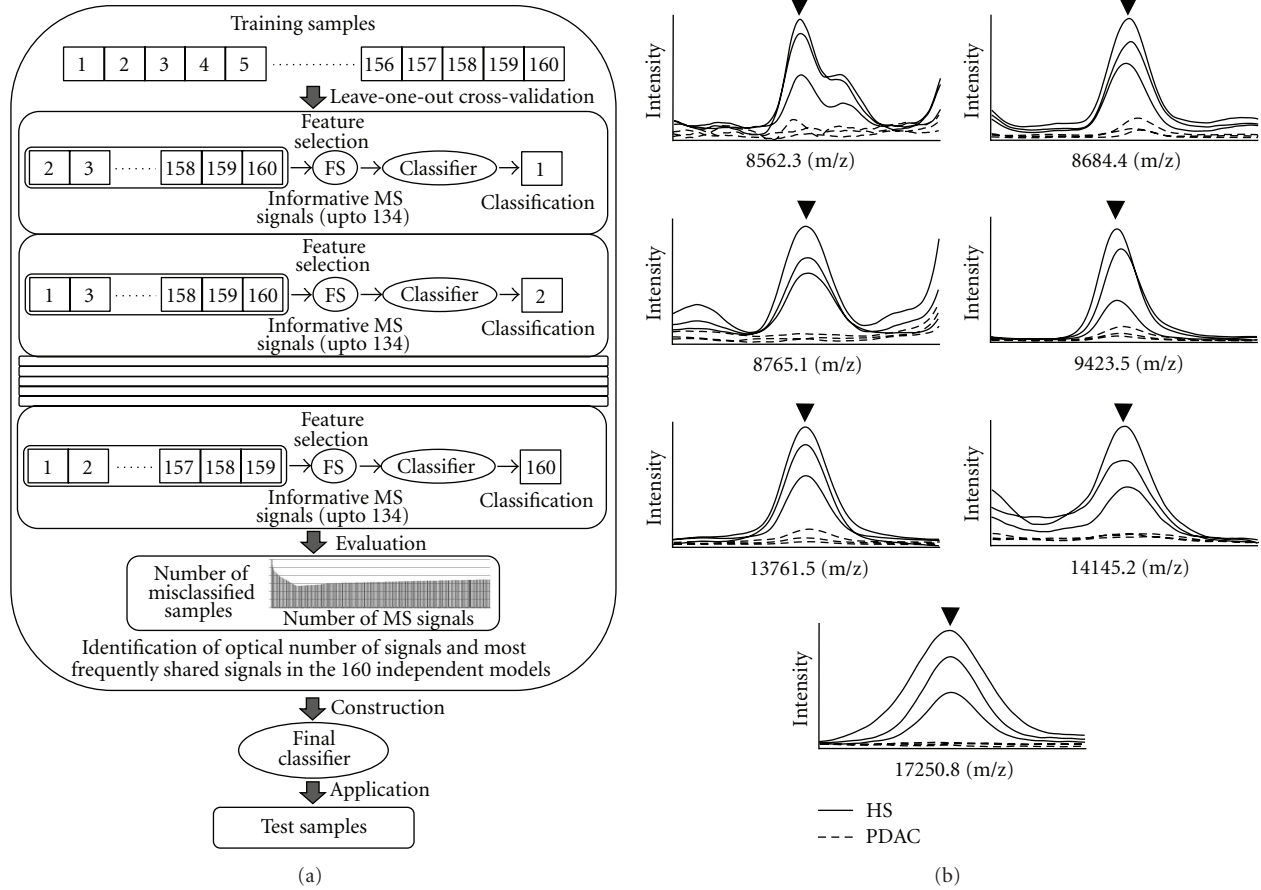 Training samples
1 2 3 4 5 ............... 156 157 158 159 160
Leave-one-out cross-validation
Feature
selection
2 3 ...... 158 159 160 FS Classifier 1
Informative MS
signals (upto 134)
Classification
Feature
selection
1 3 ...... 158 159 160 FS Classifier 2
Informative MS
signals (upto 134)
Classification
Feature
selection
1 2 ...... 157 158 159 FS Classifier 160
Informative MS
signals (upto 134)
Classification
Evaluation
Number of
misclassified
samples
Number of MS signals
Identification of optical number of signals and most
frequently shared signals in the 160 independent models
Construction
Final
classifier
Application
Test samples
(a)
Intensity
8562.3 (m/z)
Intensity
8684.4 (m/z)
Intensity
8765.1 (m/z)
Intensity
9423.5 (m/z)
Intensity
13761.5 (m/z)
Intensity
14145.2 (m/z)
Intensity
17250.8 (m/z)
HS
PDAC
(b)